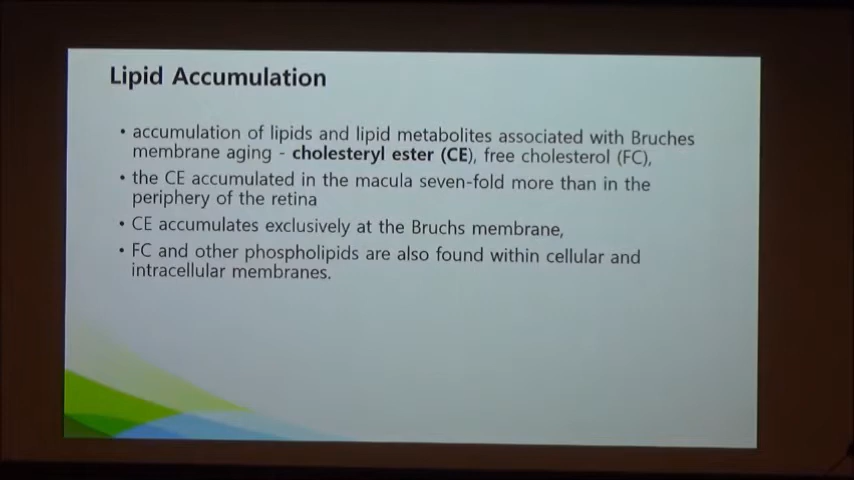 Lipid Accumulation
• accumulation of lipids and lipid metabolites associated with Bruches
membrane aging - cholesteryl ester (CE), free cholesterol (FC),
• the CE accumulated in the macula seven-fold more than in the
periphery of the retina
• CE accumulates exclusively at the Bruchs membrane,
• FC and other phospholipids are also found within cellular and
intracellular membranes.